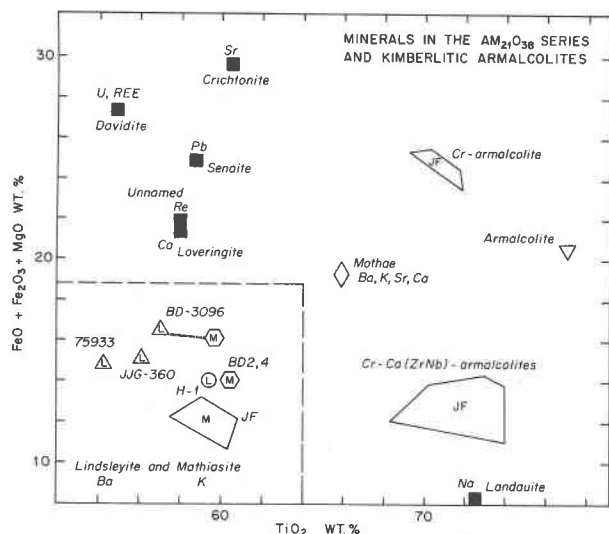 MINERALS IN THE AM₂₁O₃₈ SERIES
AND KIMBERLITIC ARMALCOLITES
FeO + Fe₂O₃ + MgO WT. %
30
20
10
Sr
Crichtonite
U, REE
Davidite
Pb
Senaite
Unnamed
Re
Ca Loveringite
JF
Cr-armalcolite
Armalcolite
Mothae
Ba, K, Sr, Ca
BD-3096
L
M
75933
L
L
JJG-360
BD2,4
L
M
H-1
M
JF
Cr-Ca(ZrNb)-armalcolites
JF
Lindsleyite and Mathiasite
Ba K
Na Landauite
60
70
TiO₂ WT. %